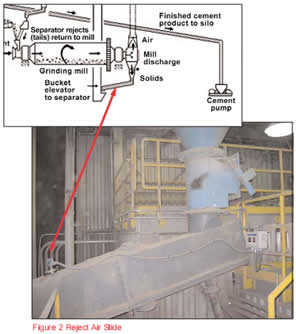 Finished cement
product to silo
Separator rejects
(tails) return to mill
Air
Mill
discharge
Grinding mill
Solids
Bucket
elevator
to separator
Cement
pump
Figure 2 Reject Air Slide